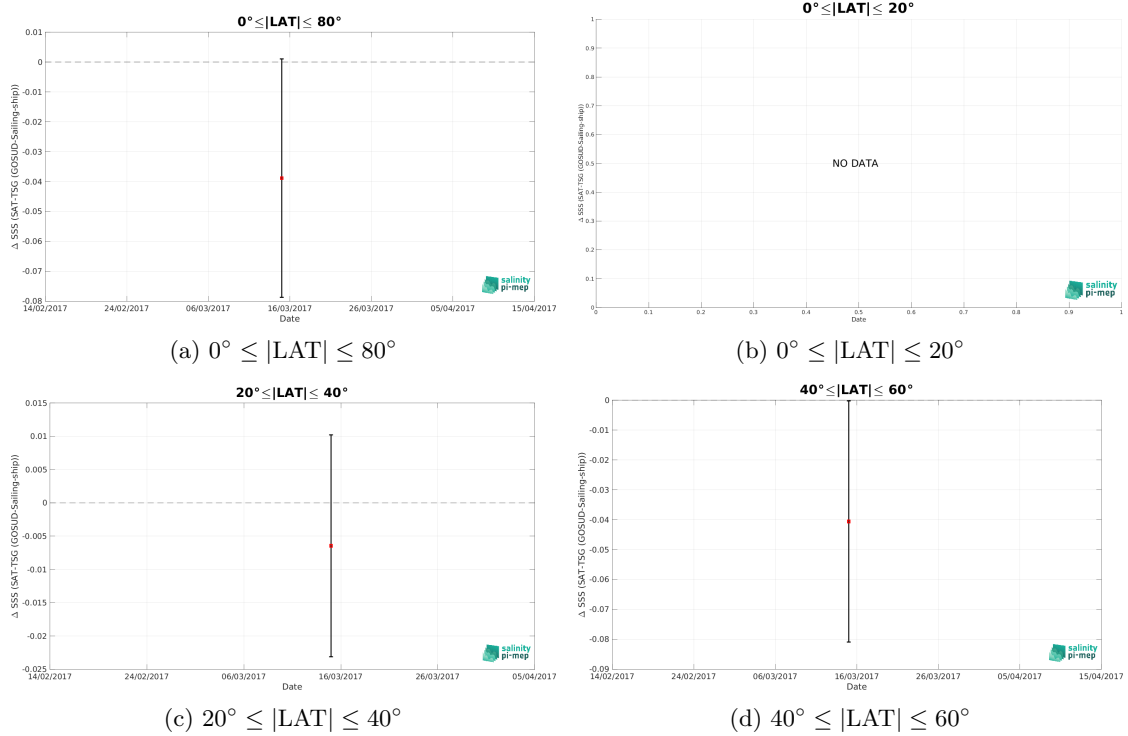 0°≤|LAT|≤ 80°
Δ SSS (SAT-TSG (GOSUD-Sailing-ship))
0.01
0
-0.01
-0.02
-0.03
-0.04
-0.05
-0.06
-0.07
-0.08
14/02/2017 24/02/2017 06/03/2017 16/03/2017 26/03/2017 05/04/2017 15/04/2017
Date
salinity
pi-mep
(a) 0° ≤ |LAT| ≤ 80°
0°≤|LAT|≤ 20°
Δ SSS (SAT-TSG (GOSUD-Sailing-ship))
1
0.9
0.8
0.7
0.6
0.5
0.4
0.3
0.2
0.1
0
NO DATA
0 0.1 0.2 0.3 0.4 0.5 0.6 0.7 0.8 0.9 1
Date
salinity
pi-mep
(b) 0° ≤ |LAT| ≤ 20°
20°≤|LAT|≤ 40°
Δ SSS (SAT-TSG (GOSUD-Sailing-ship))
0.015
0.01
0.005
0
-0.005
-0.01
-0.015
-0.02
-0.025
14/02/2017 24/02/2017 06/03/2017 16/03/2017 26/03/2017 05/04/2017
Date
salinity
pi-mep
(c) 20° ≤ |LAT| ≤ 40°
40°≤|LAT|≤ 60°
Δ SSS (SAT-TSG (GOSUD-Sailing-ship))
0
-0.01
-0.02
-0.03
-0.04
-0.05
-0.06
-0.07
-0.08
-0.09
14/02/2017 24/02/2017 06/03/2017 16/03/2017 26/03/2017 05/04/2017 15/04/2017
Date
salinity
pi-mep
(d) 40° ≤ |LAT| ≤ 60°